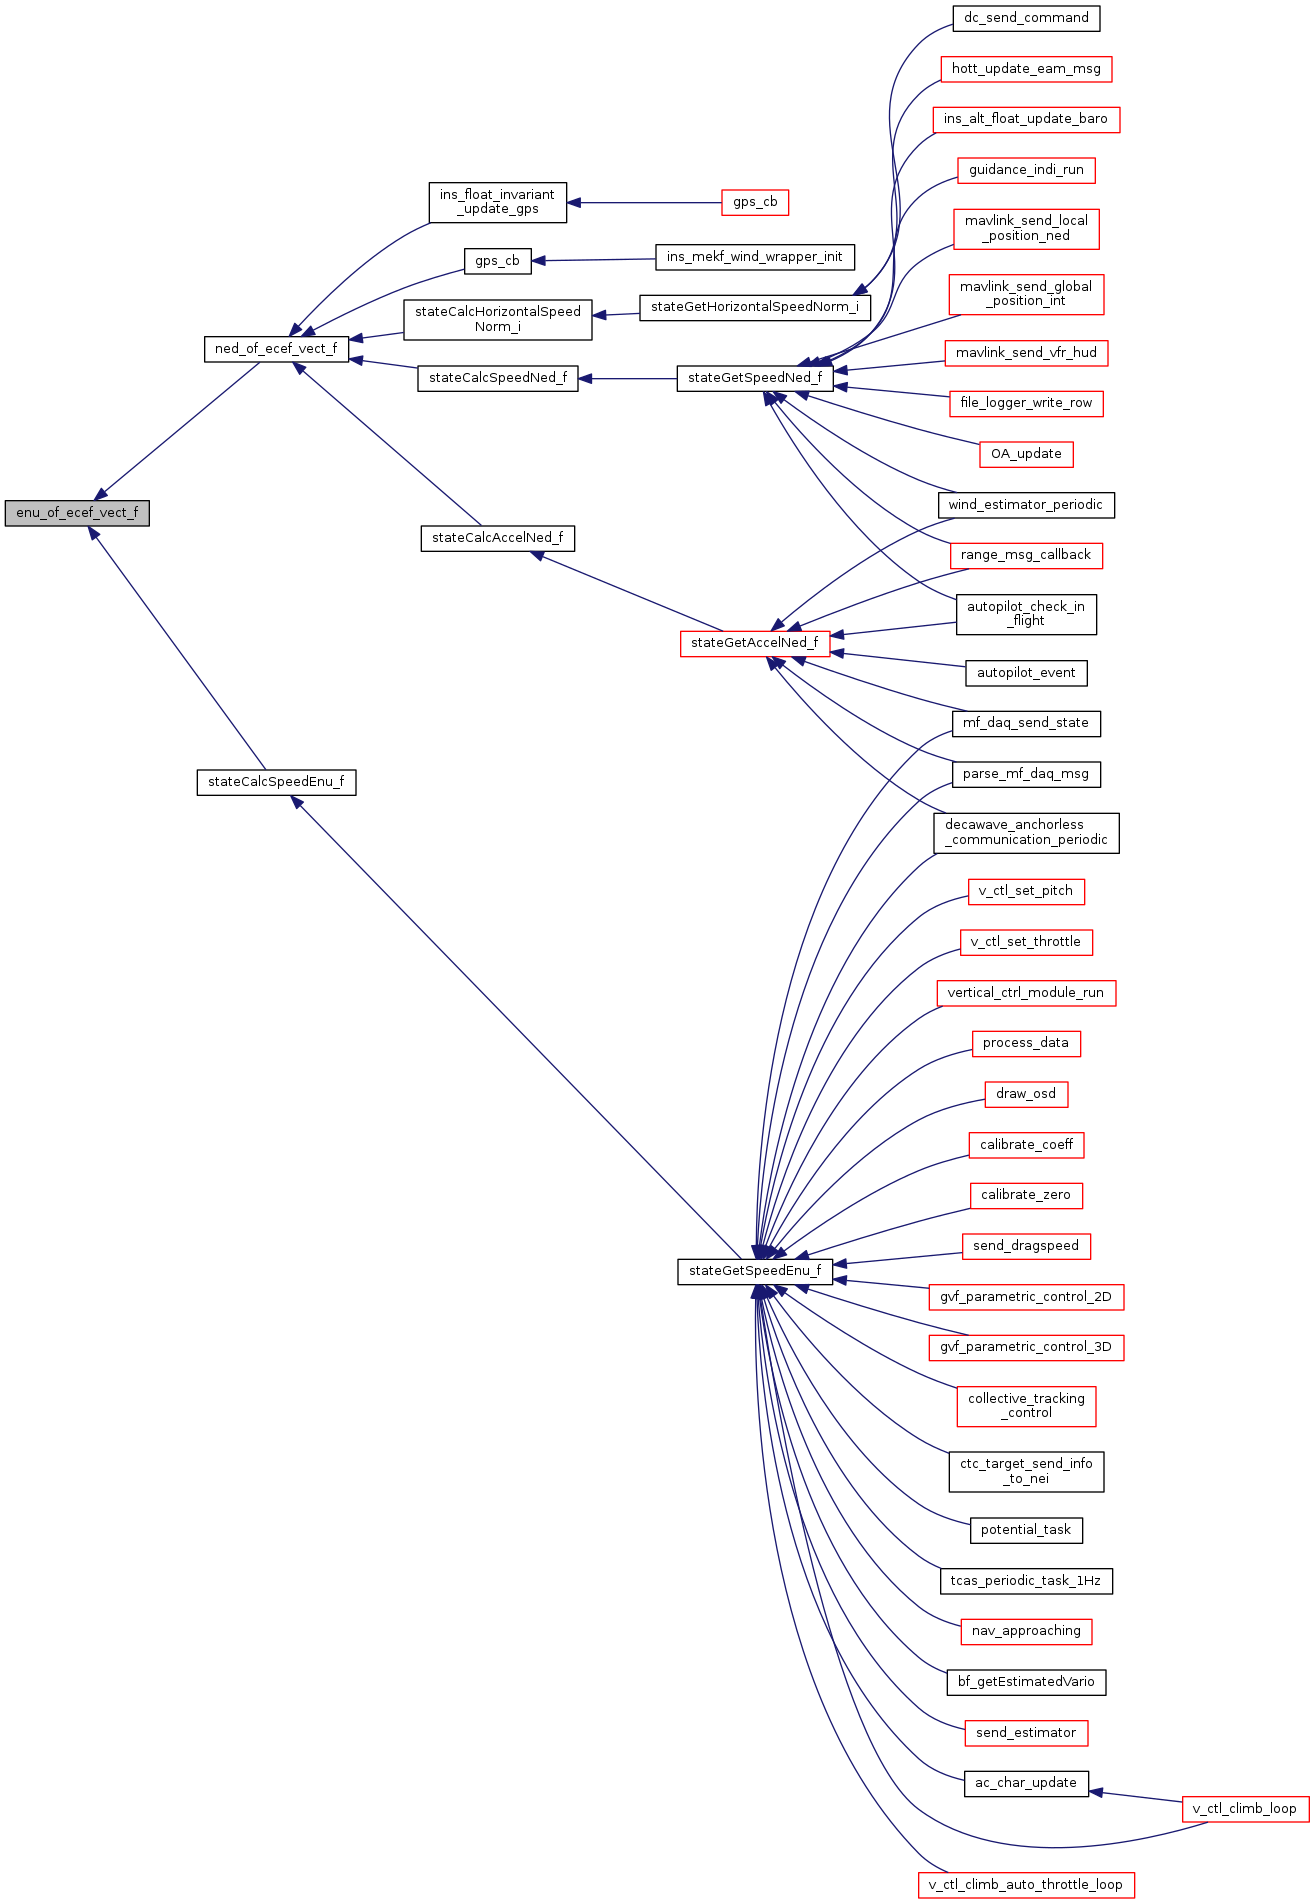 dc_send_command
hott_update_eam_msg
ins_alt_float_update_baro
guidance_indi_run
ins_float_invariant
_update_gps
gps_cb
mavlink_send_local
_position_ned
gps_cb
ins_mekf_wind_wrapper_init
mavlink_send_global
_position_int
stateCalcHorizontalSpeed
Norm_i
stateGetHorizontalSpeedNorm_i
ned_of_ecef_vect_f
mavlink_send_vfr_hud
stateCalcSpeedNed_f
stateGetSpeedNed_f
file_logger_write_row
OA_update
wind_estimator_periodic
enu_of_ecef_vect_f
stateCalcAccelNed_f
range_msg_callback
autopilot_check_in
_flight
stateGetAccelNed_f
autopilot_event
mf_daq_send_state
stateCalcSpeedEnu_f
parse_mf_daq_msg
decawave_anchorless
_communication_periodic
v_ctl_set_pitch
v_ctl_set_throttle
vertical_ctrl_module_run
process_data
draw_osd
calibrate_coeff
calibrate_zero
send_dragspeed
stateGetSpeedEnu_f
gvf_parametric_control_2D
gvf_parametric_control_3D
collective_tracking
_control
ctc_target_send_info
_to_nei
potential_task
tcas_periodic_task_1Hz
nav_approaching
bf_getEstimatedVario
send_estimator
ac_char_update
v_ctl_climb_loop
v_ctl_climb_auto_throttle_loop